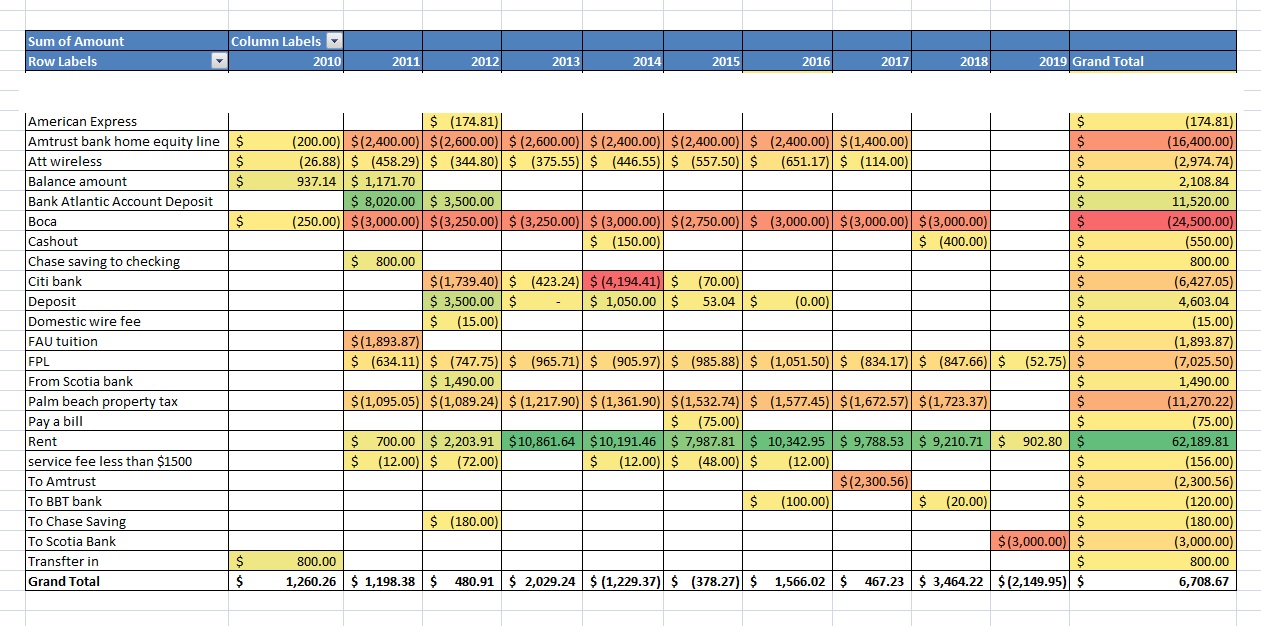 Sum of Amount Column Labels
Row Labels 2010 2011 2012 2013 2014 2015 2016 2017 2018 2019 Grand Total
American Express $ (174.81) $ (174.81)
Amtrust bank home equity line $ (200.00) $(2,400.00) $(2,600.00) $(2,600.00) $(2,400.00) $(2,400.00) $ (2,400.00) $(1,400.00) $ (16,400.00)
Att wireless $ (26.88) $ (458.29) $ (344.80) $ (375.55) $ (446.55) $ (557.50) $ (651.17) $ (114.00) $ (2,974.74)
Balance amount $ 937.14 $ 1,171.70 $ 2,108.84
Bank Atlantic Account Deposit $ 8,020.00 $ 3,500.00 $ 11,520.00
Boca $ (250.00) $(3,000.00) $(3,250.00) $(3,250.00) $(3,000.00) $(2,750.00) $ (3,000.00) $(3,000.00) $(3,000.00) $ (24,500.00)
Cashout $ (150.00) $ (400.00) $ (550.00)
Chase saving to checking $ 800.00 $ 800.00
Citi bank $(1,739.40) $ (423.24) $(4,194.41) $ (70.00) $ (6,427.05)
Deposit $ 3,500.00 $ - $ 1,050.00 $ 53.04 $ (0.00) $ 4,603.04
Domestic wire fee $ (15.00) $ (15.00)
FAU tuition $(1,893.87) $ (1,893.87)
FPL $ (634.11) $ (747.75) $ (965.71) $ (905.97) $ (985.88) $ (1,051.50) $ (834.17) $ (847.66) $ (52.75) $ (7,025.50)
From Scotia bank $ 1,490.00 $ 1,490.00
Palm beach property tax $(1,095.05) $(1,089.24) $(1,217.90) $(1,361.90) $(1,532.74) $ (1,577.45) $(1,672.57) $(1,723.37) $ (11,270.22)
Pay a bill $ (75.00) $ (75.00)
Rent $ 700.00 $ 2,203.91 $10,861.64 $10,191.46 $ 7,987.81 $ 10,342.95 $ 9,788.53 $ 9,210.71 $ 902.80 $ 62,189.81
service fee less than $1500 $ (12.00) $ (72.00) $ (12.00) $ (48.00) $ (12.00) $ (156.00)
To Amtrust $(2,300.56) $ (2,300.56)
To BBT bank $ (100.00) $ (20.00) $ (120.00)
To Chase Saving $ (180.00) $ (180.00)
To Scotia Bank $(3,000.00) $ (3,000.00)
Transfter in $ 800.00 $ 800.00
Grand Total $ 1,260.26 $ 1,198.38 $ 480.91 $ 2,029.24 $(1,229.37) $ (378.27) $ 1,566.02 $ 467.23 $ 3,464.22 $(2,149.95) $ 6,708.67